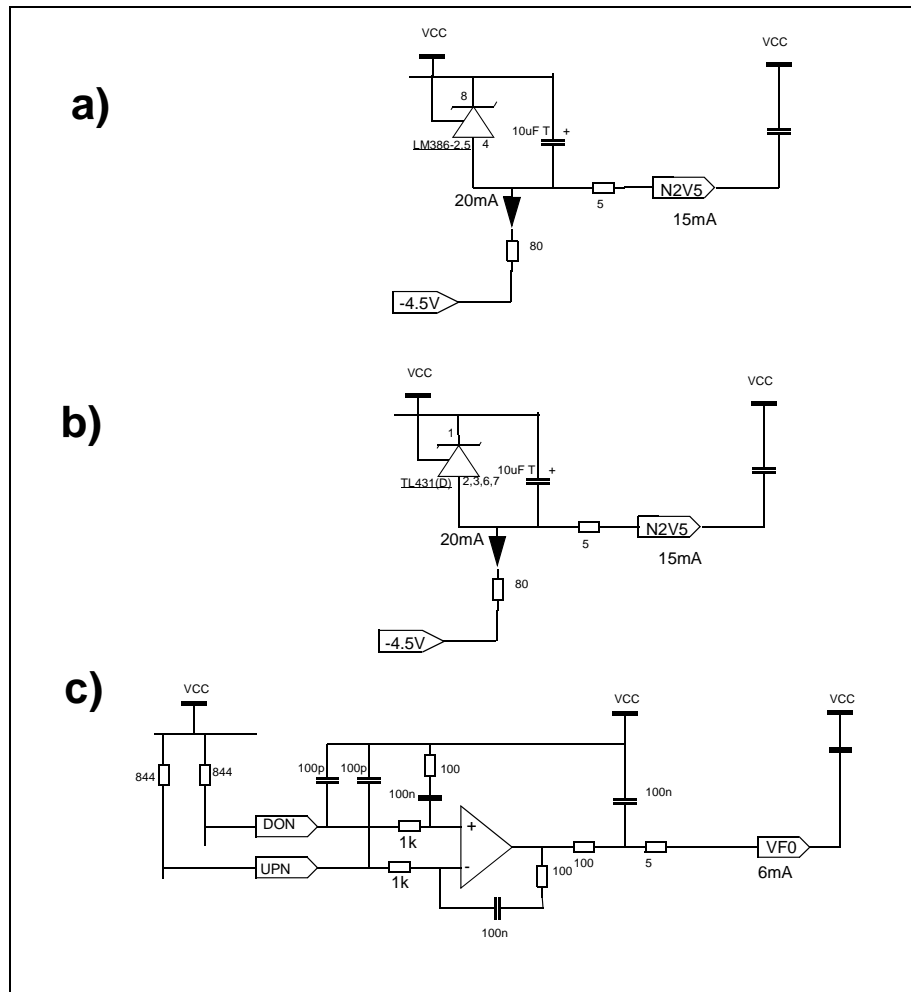 a)
VCC
VCC
8
10uF T +
LM386-2.5 4
20mA
5
N2V5
15mA
80
-4.5V
b)
VCC
VCC
1
10uF T +
TL431(D) 2,3,6,7
20mA
5
N2V5
15mA
80
-4.5V
c)
VCC
VCC
VCC
844
844
100p
100p
100
100n
100n
DON
1k
+
UPN
1k
-
100
100
5
VF0
6mA
100n